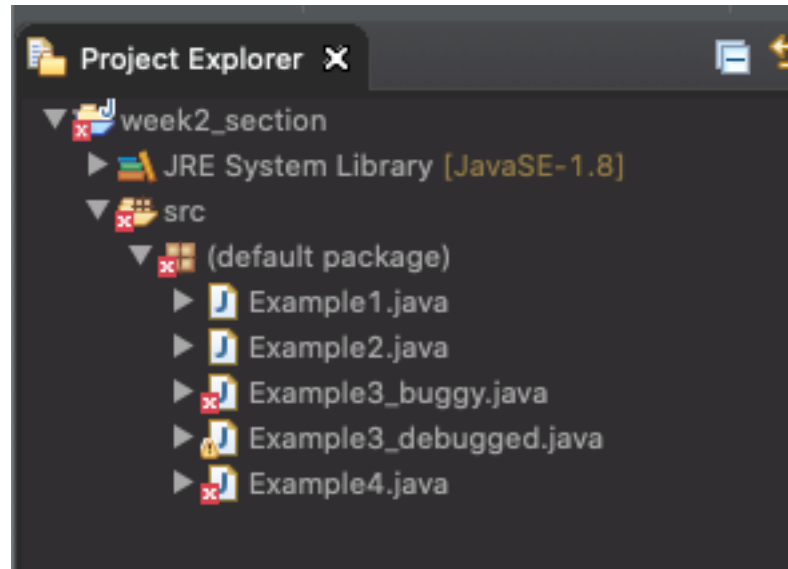 Project Explorer
week2_section
JRE System Library [JavaSE-1.8]
src
(default package)
Example1.java
Example2.java
Example3_buggy.java
Example3_debugged.java
Example4.java